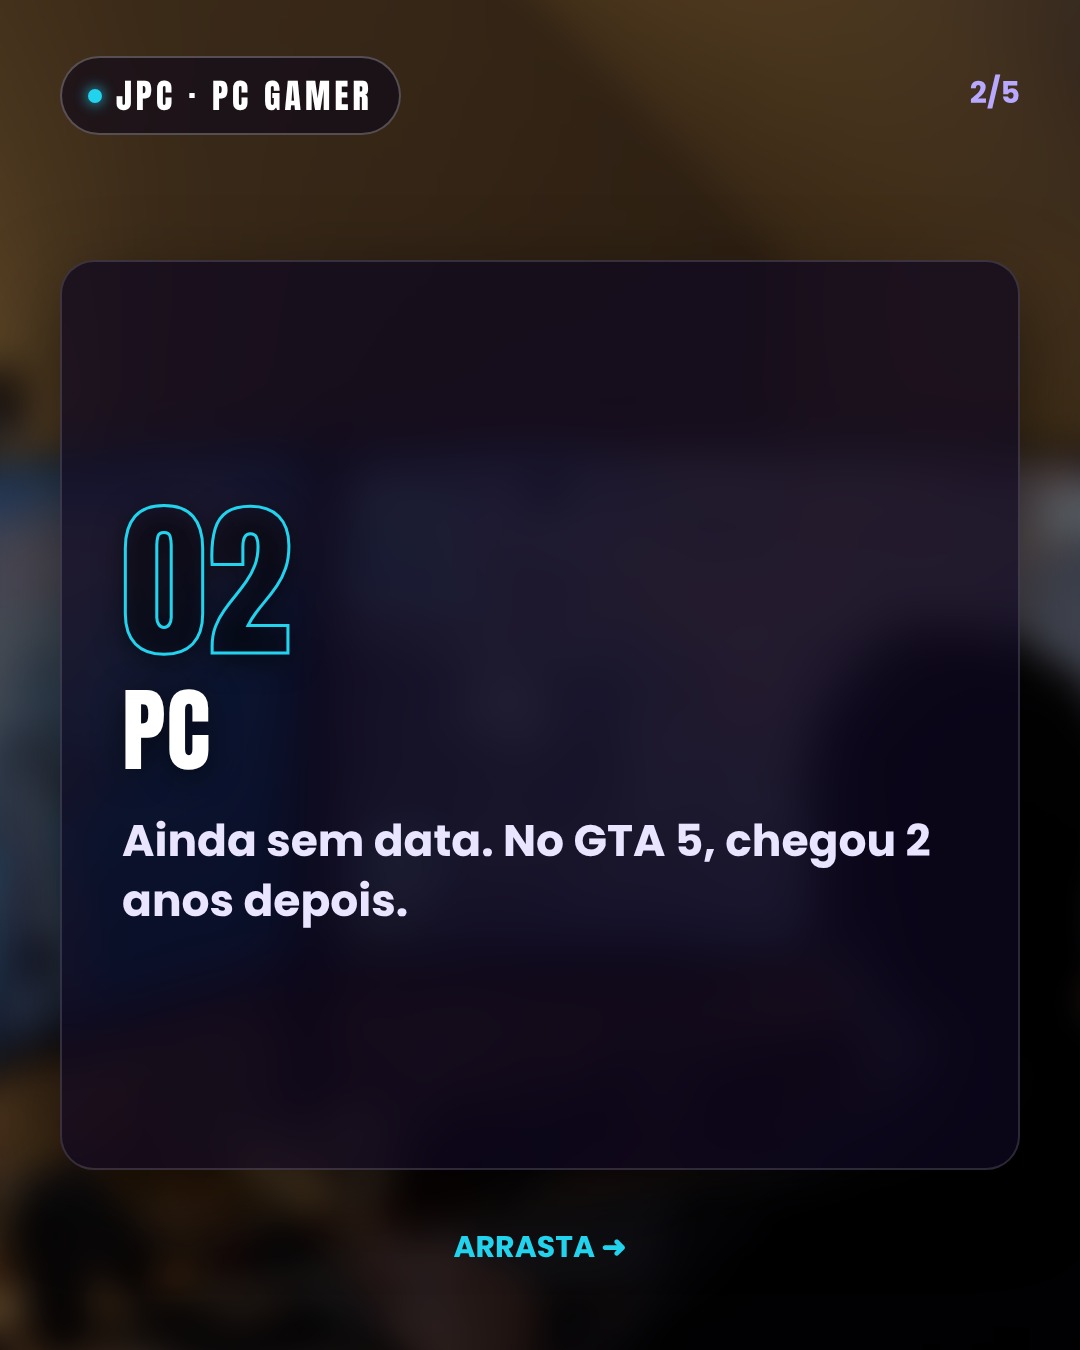 JPC · PC GAMER
2/5
02
PC
Ainda sem data. No GTA 5, chegou 2
anos depois.
ARRASTA ➜